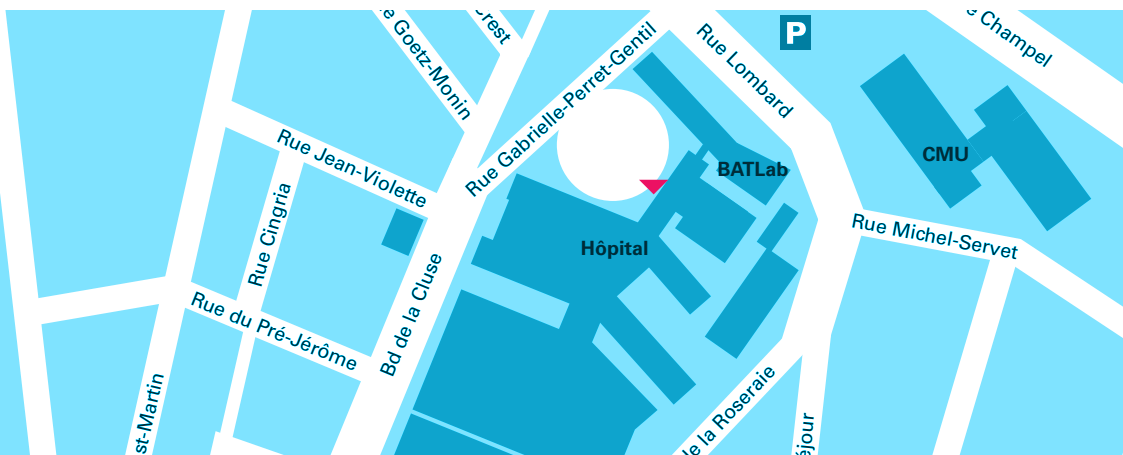 P
Goetz-Monin
Rue Gabrielle-Perret-Gentil
Rue Lombard
Champel
CMU
BATLab
Rue Jean-Violette
Rue Cingria
Hôpital
Rue Michel-Servet
Bd de la Cluse
Rue du Pré-Jérôme
st-Martin
de la Roseraie
éjour